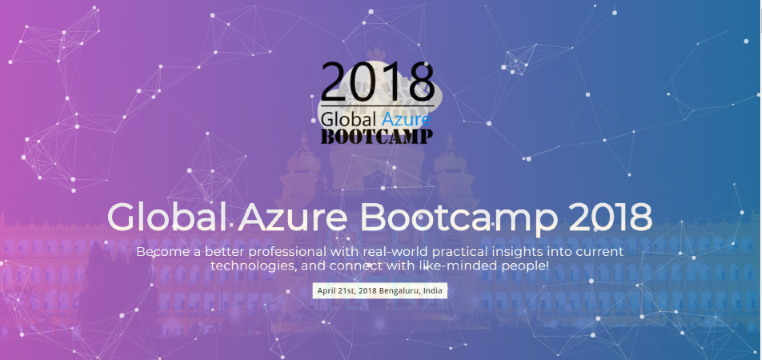 2018
Global Azure
BOOTCAMP
Global Azure Bootcamp 2018
Become a better professional with real-world practical insights into current
technologies, and connect with like-minded people!
April 21st, 2018 Bengaluru, India